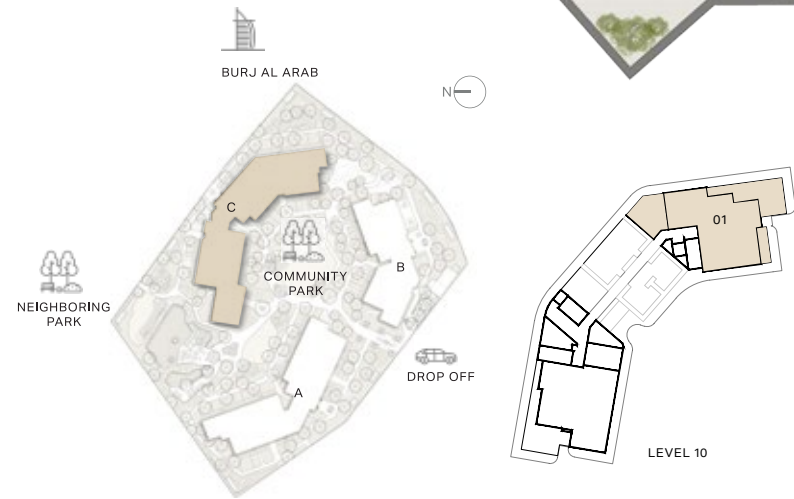 BURJ AL ARAB
N
C
01
COMMUNITY
PARK
B
NEIGHBORING
PARK
DROP OFF
A
LEVEL 10